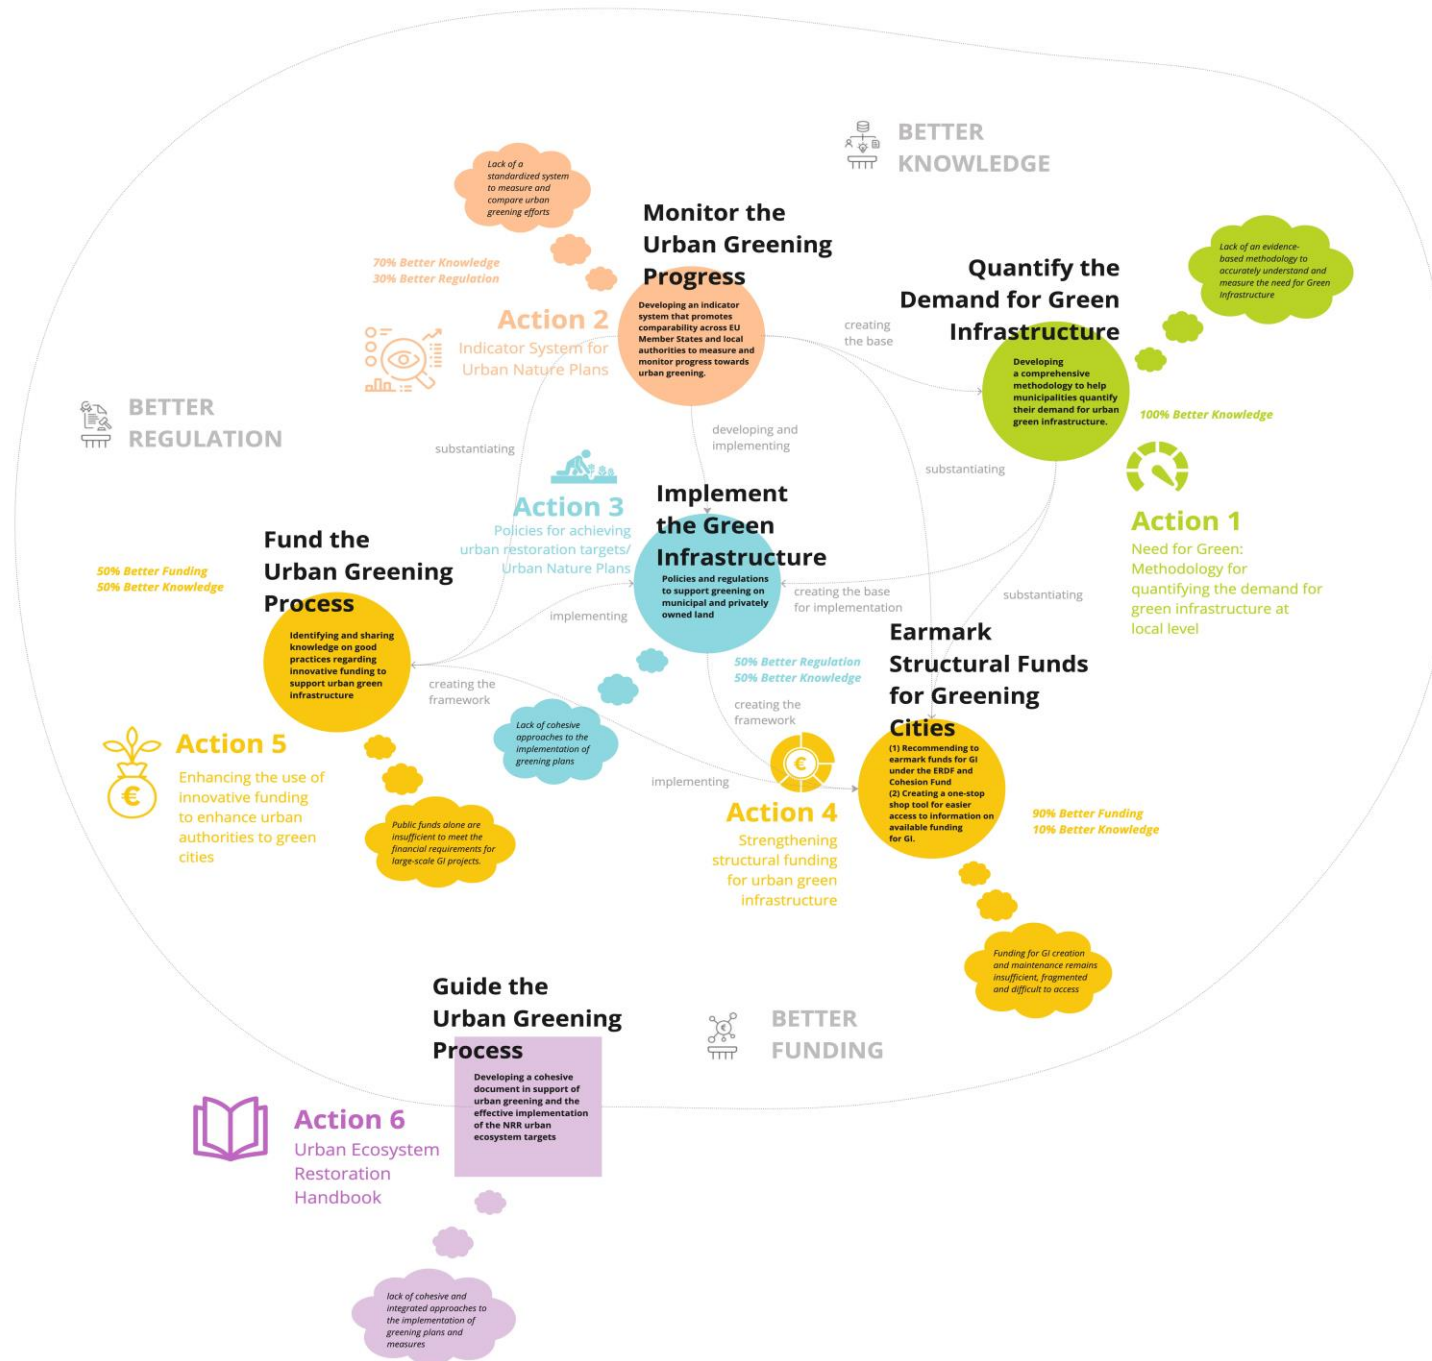 BETTER
KNOWLEDGE
Lack of a
standardized system
to measure and
compare urban
greening efforts
Monitor the
Urban Greening
Progress
70% Better Knowledge
30% Better Regulation
Action 2
Indicator System for
Urban Nature Plans
Developing an indicator
system that promotes
comparability across EU
Member States and local
authorities to measure and
monitor progress towards
urban greening.
creating
the base
Quantify the
Demand for Green
Infrastructure
Lack of an evidence-
based methodology to
accurately understand and
measure the need for Green
Infrastructure
Developing
a comprehensive
methodology to help
municipalities quantify
their demand for urban
green infrastructure.
100% Better Knowledge
Action 1
Need for Green:
Methodology for
quantifying the demand for
green infrastructure at
local level
BETTER
REGULATION
substantiating
developing and
implementing
substantiating
Action 3
Policies for achieving
urban restoration targets/
Urban Nature Plans
Implement
the Green
Infrastructure
Policies and regulations
to support greening on
municipal and privately
owned land
creating the base
for implementation
substantiating
Fund the
Urban Greening
Process
50% Better Funding
50% Better Knowledge
Identifying and sharing
knowledge on good
practices regarding
innovative funding to
support urban green
infrastructure
implementing
creating the
framework
50% Better Regulation
50% Better Knowledge
creating the
framework
Lack of cohesive
approaches to the
implementation of
greening plans
implementing
Earmark
Structural Funds
for Greening
Cities
(1) Recommending to
earmark funds for GI
under the ERDF and
Cohesion Fund
(2) Creating a one-stop
shop tool for easier
access to information on
available funding
for GI.
90% Better Funding
10% Better Knowledge
€
Action 4
Strengthening
structural funding
for urban green
infrastructure
€
Action 5
Enhancing the use of
innovative funding
to enhance urban
authorities to green
cities
Public funds alone are
insufficient to meet the
financial requirements for
large-scale GI projects.
Funding for GI creation
and maintenance remains
insufficient, fragmented
and difficult to access
Guide the
Urban Greening
Process
€
BETTER
FUNDING
Developing a cohesive
document in support of
urban greening and the
effective implementation
of the NRR urban
ecosystem targets
Action 6
Urban Ecosystem
Restoration
Handbook
lack of cohesive and
integrated approaches to
the implementation of
greening plans and
measures